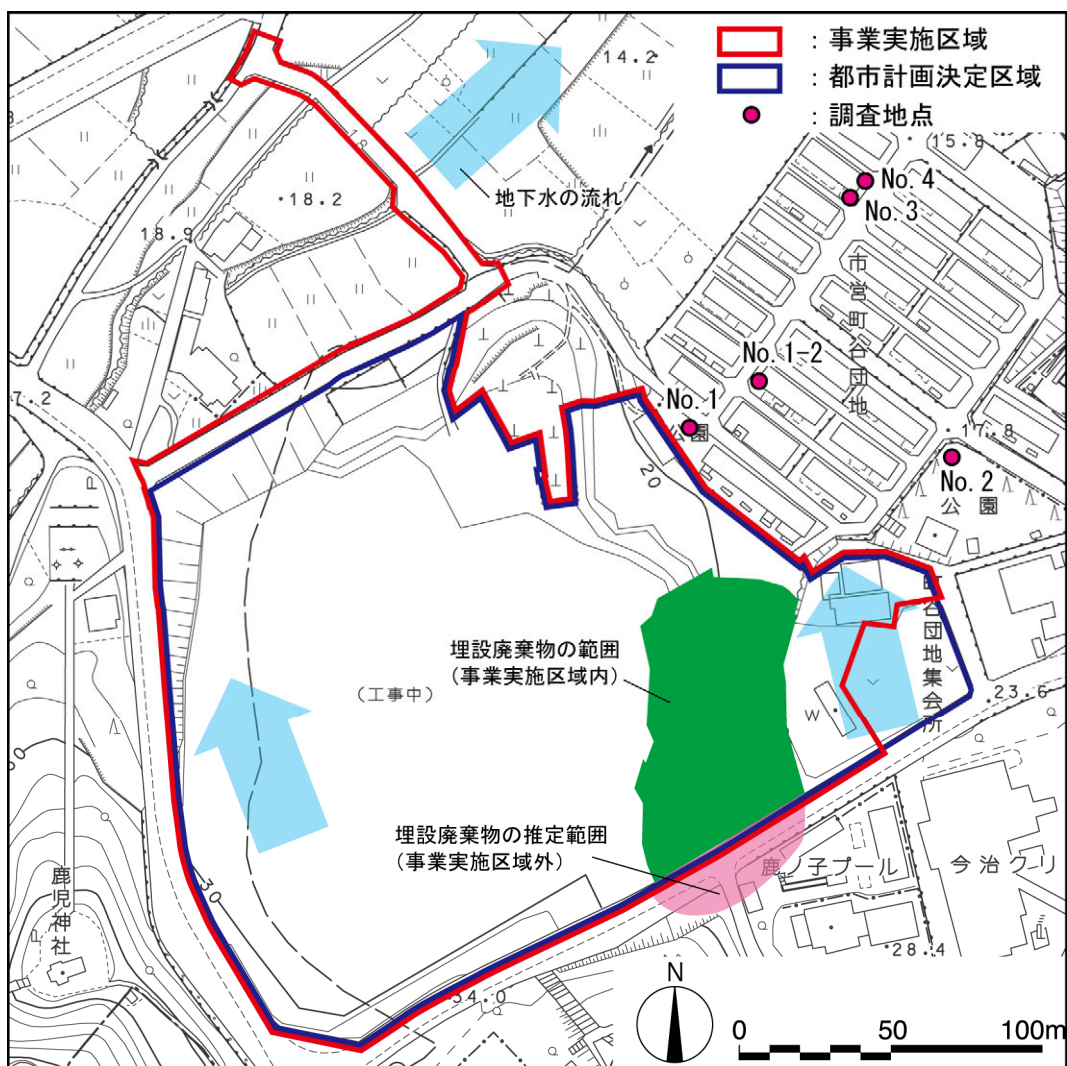 ：事業実施区域
：都市計画決定区域
：調査地点
14.2
15.8
地下水の流れ
18
18.2
18.9
No.4
No.3
市営町谷団地
No.1-2
No.1
公園
17.8
No.2
公園
7.2
20
町谷団地集会所
埋設廃棄物の範囲
（事業実施区域内）
（工事中）
W
23.6
埋設廃棄物の推定範囲
（事業実施区域外）
鹿ノ子プール
今治クリ
鹿児神社
30
28.4
34.0
N
0
50
100m